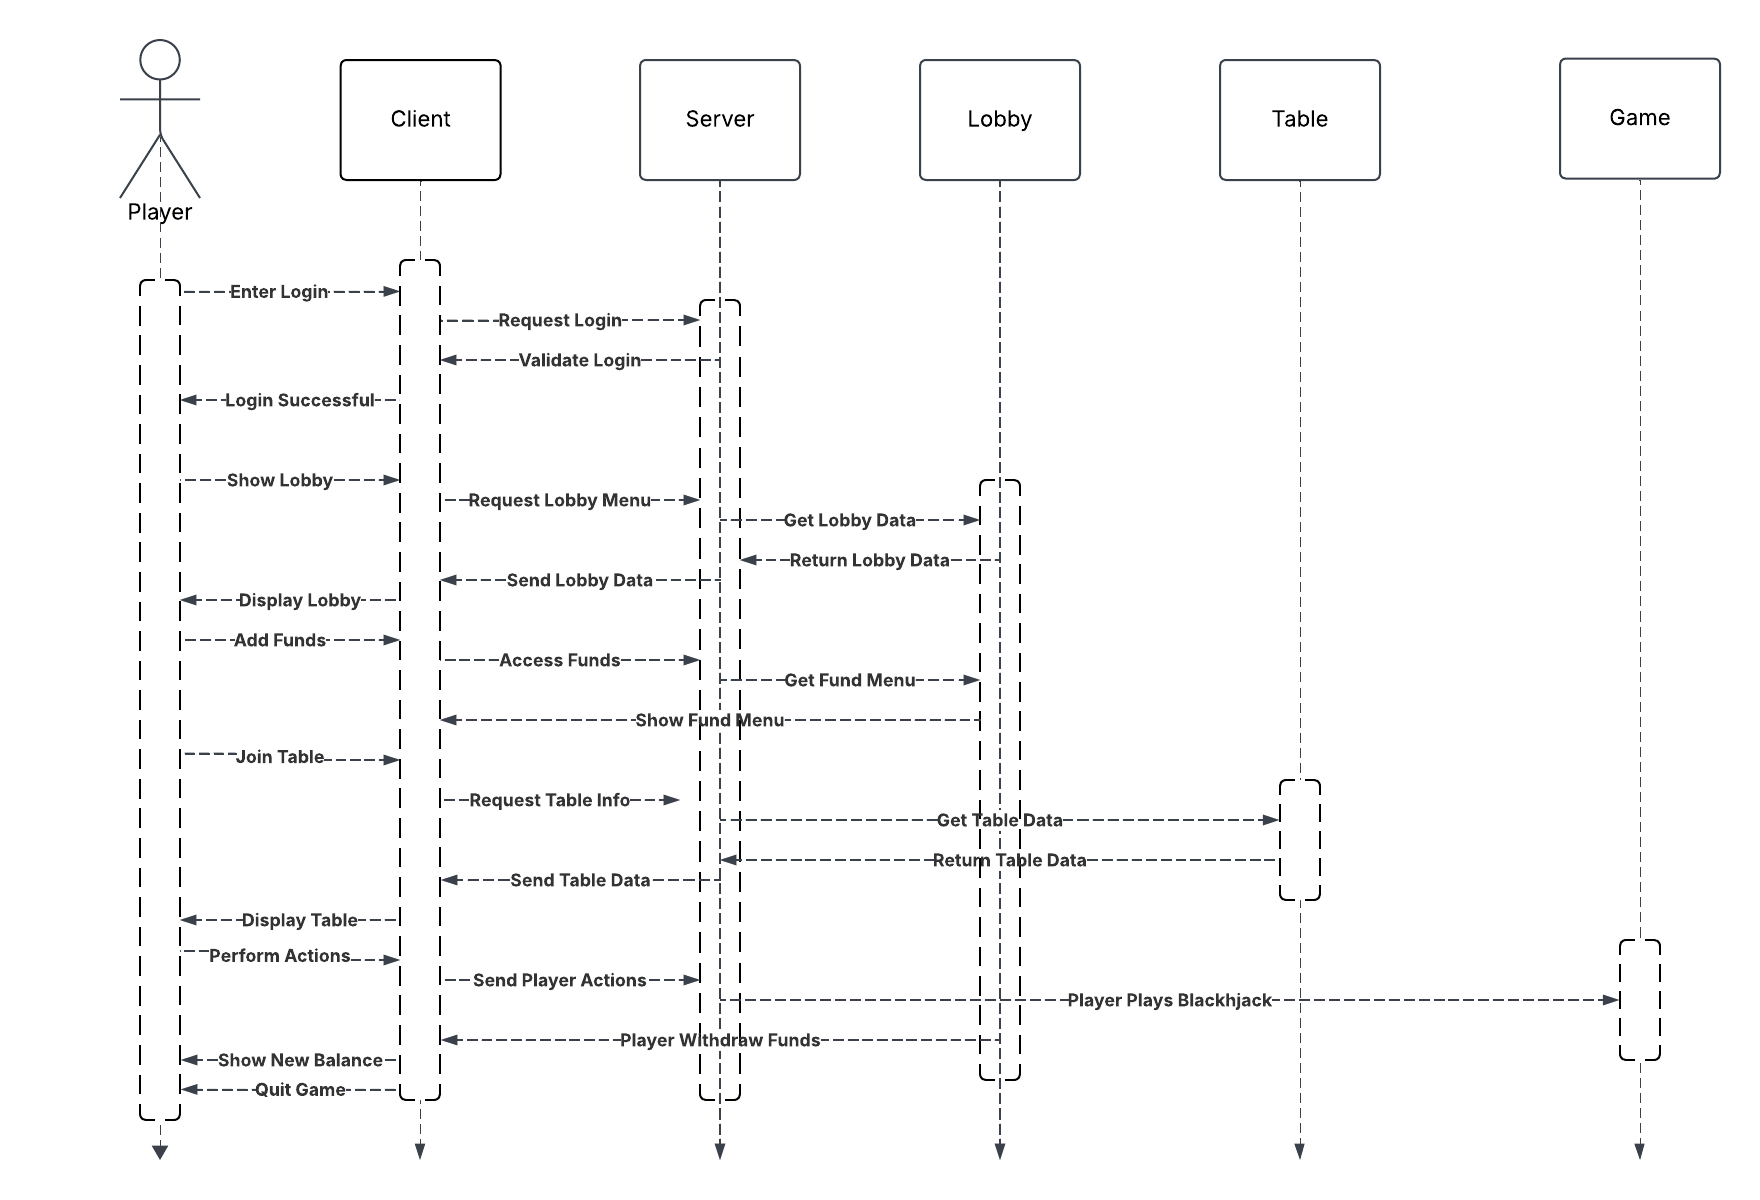 Client
Server
Lobby
Table
Game
Player
Enter Login
Request Login
Validate Login
Login Successful
Show Lobby
Request Lobby Menu
Get Lobby Data
Return Lobby Data
Send Lobby Data
Display Lobby
Add Funds
Access Funds
Get Fund Menu
Show Fund Menu
Join Table
Request Table Info
Get Table Data
Return Table Data
Send Table Data
Display Table
Perform Actions
Send Player Actions
Player Plays Blackhjack
Player Withdraw Funds
Show New Balance
Quit Game